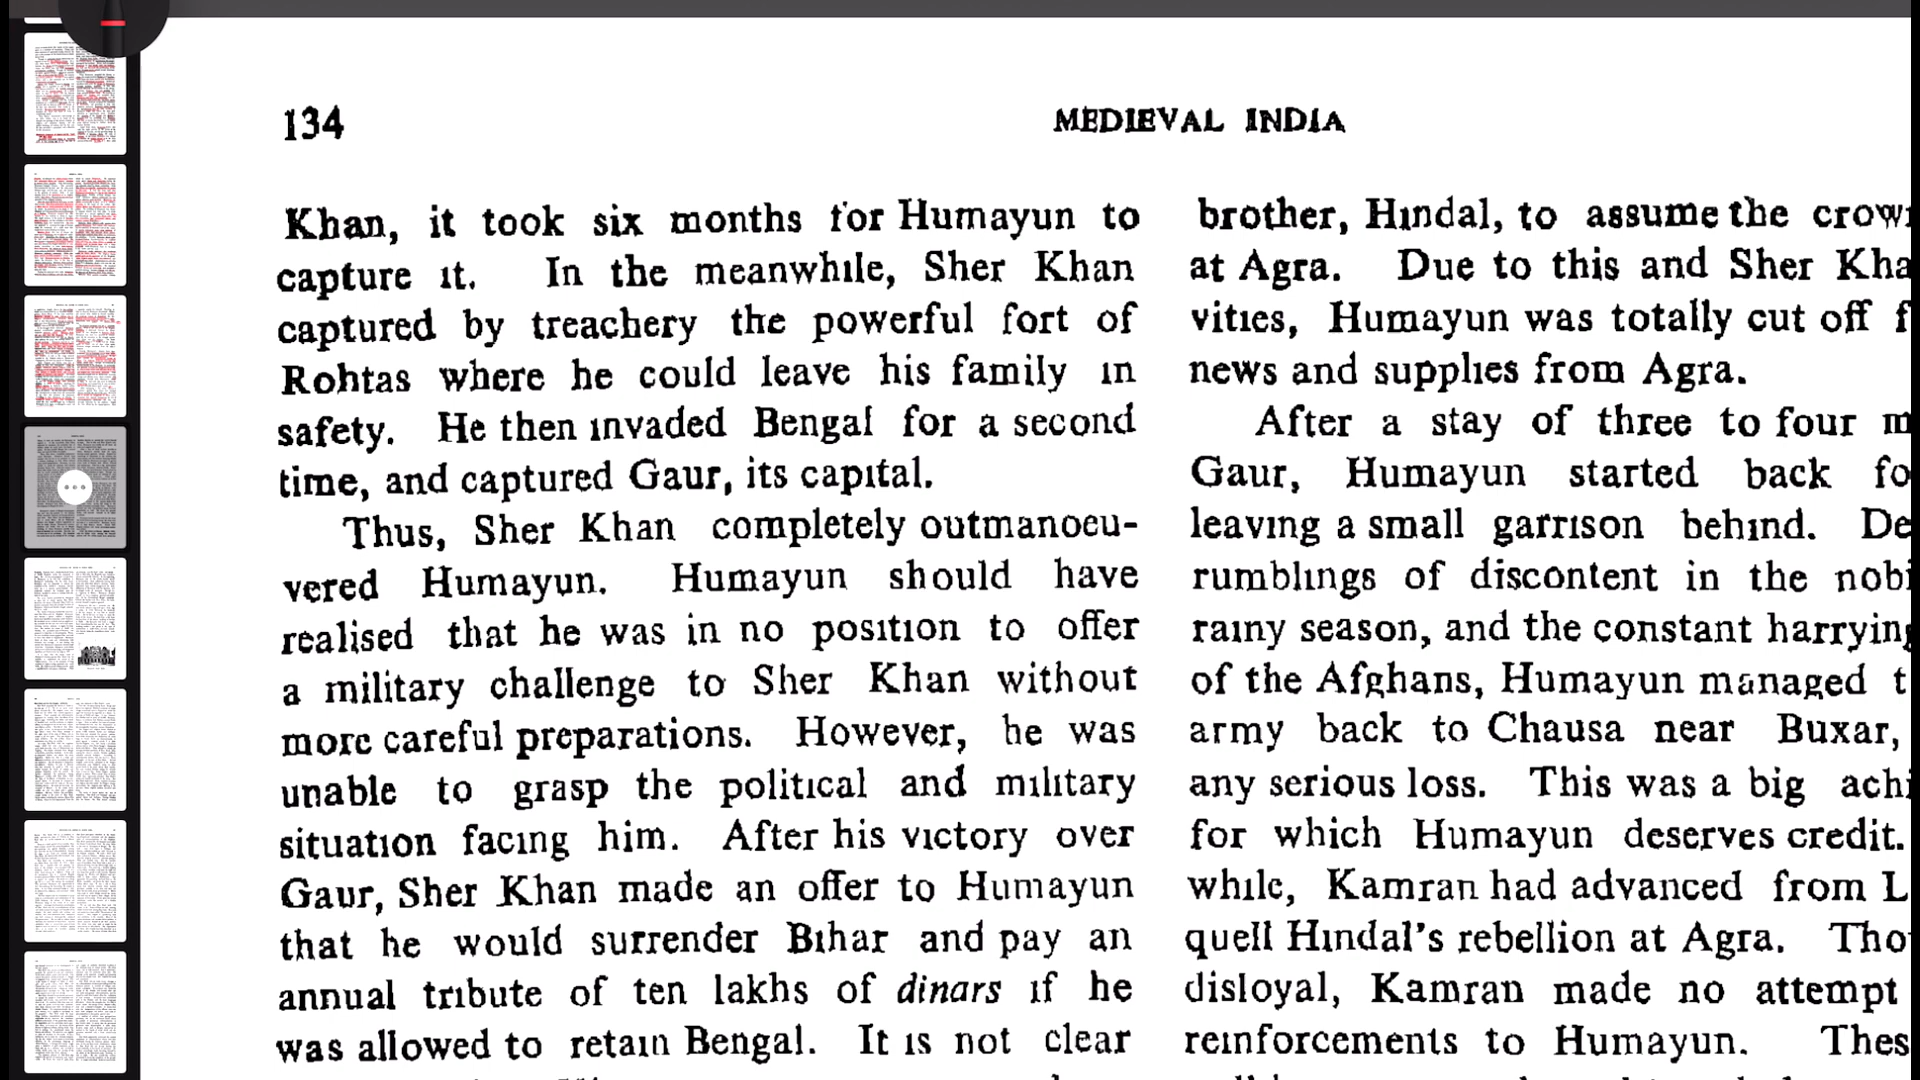 134
MEDIEVAL INDIA
Khan, it took six months for Humayun to
capture it. In the meanwhile, Sher Khan
captured by treachery the powerful fort of
Rohtas where he could leave his family in
safety. He then invaded Bengal for a second
time, and captured Gaur, its capital.
Thus, Sher Khan completely outmanoeu-
vered Humayun. Humayun should have
realised that he was in no position to offer
a military challenge to Sher Khan without
more careful preparations. However, he was
unable to grasp the political and military
situation facing him. After his victory over
Gaur, Sher Khan made an offer to Humayun
that he would surrender Bihar and pay an
annual tribute of ten lakhs of dinars if he
was allowed to retain Bengal. It is not clear
brother, Hindal, to assume the
at Agra. Due to this and Sher
vities, Humayun was totally cut off
news and supplies from Agra.
After a stay of three to four
Gaur, Humayun started back
leaving a small garrison behind.
rumblings of discontent in the
rainy season, and the constant
of the Afghans, Humayun managed
army back to Chausa near Buxar,
any serious loss. This was a big
for which Humayun deserves credit.
while, Kamran had advanced from
quell Hindal's rebellion at Agra.
disloyal, Kamran made no attempt
reinforcements to Humayun.